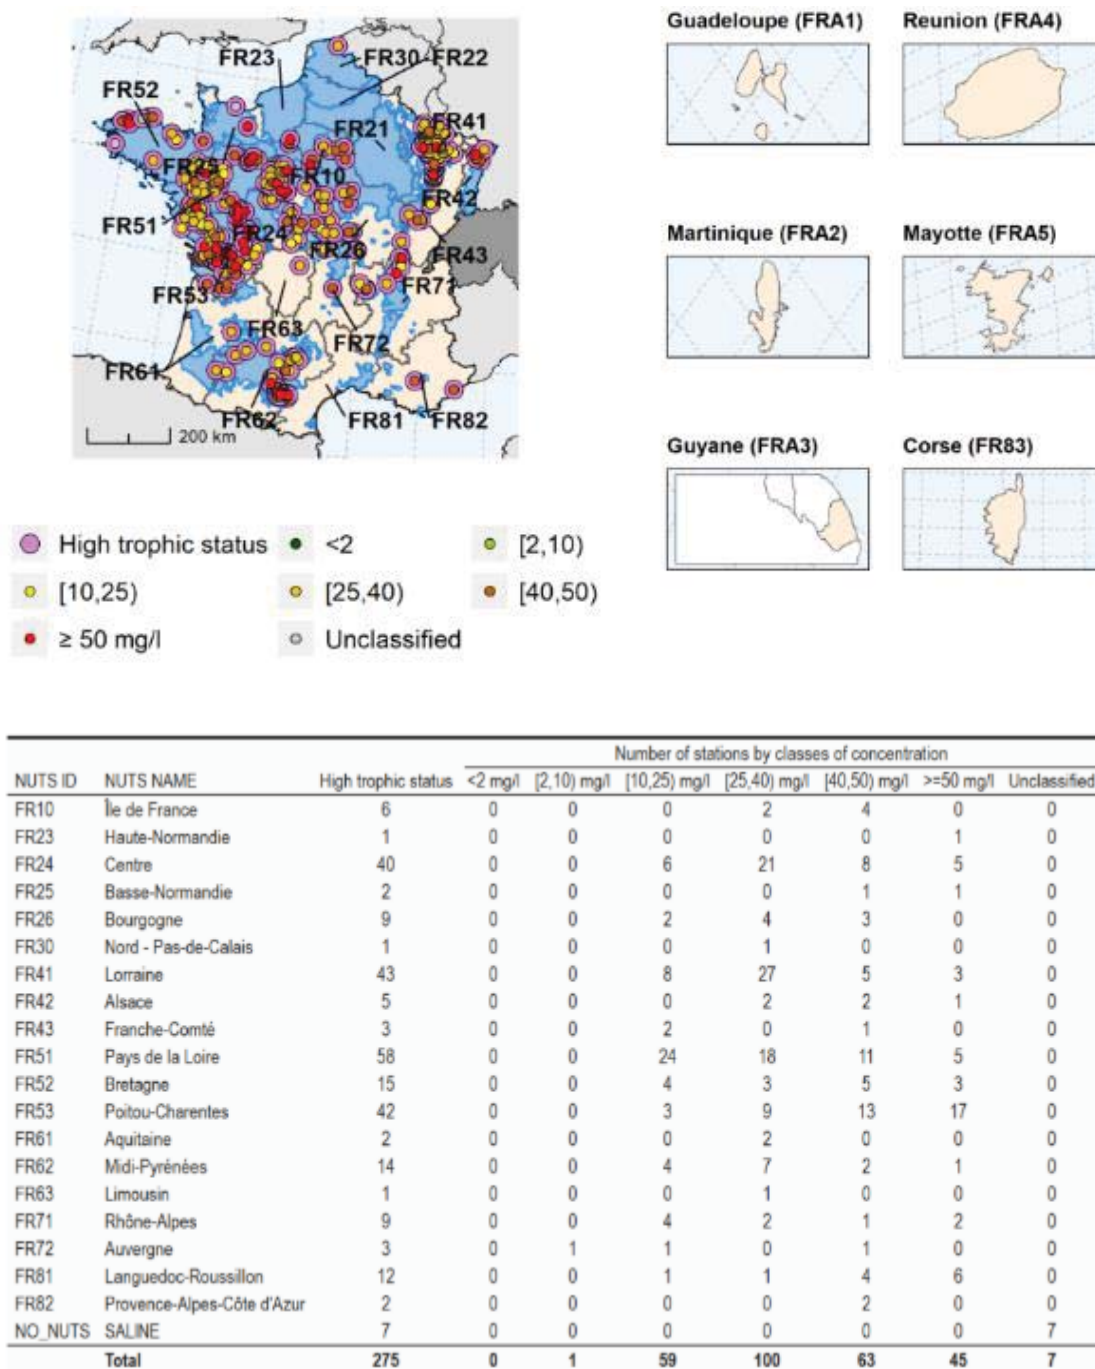 Guadeloupe (FRA1)
Reunion (FRA4)
FR23
FR30
FR22
FR52
FR41
FR21
FR25
FR10
FR42
FR51
FR24
FR26
FR43
FR53
FR71
FR63
FR72
FR61
FR62
FR81
FR82
200 km
Martinique (FRA2)
Mayotte (FRA5)
Guyane (FRA3)
Corse (FR83)
High trophic status <2 [2,10)
[10,25) [25,40) [40,50)
≥ 50 mg/l Unclassified
Number of stations by classes of concentration
NUTS ID NUTS NAME High trophic status <2 mg/l [2,10) mg/l [10,25) mg/l [25,40) mg/l [40,50) mg/l >=50 mg/l Unclassified
FR10 Île de France 6 0 0 0 2 4 0 0
FR23 Haute-Normandie 1 0 0 0 0 0 1 0
FR24 Centre 40 0 0 6 21 8 5 0
FR25 Basse-Normandie 2 0 0 0 0 1 1 0
FR26 Bourgogne 9 0 0 2 4 3 0 0
FR30 Nord - Pas-de-Calais 1 0 0 0 1 0 0 0
FR41 Lorraine 43 0 0 8 27 5 3 0
FR42 Alsace 5 0 0 0 2 2 1 0
FR43 Franche-Comté 3 0 0 2 0 1 0 0
FR51 Pays de la Loire 58 0 0 24 18 11 5 0
FR52 Bretagne 15 0 0 4 3 5 3 0
FR53 Poitou-Charentes 42 0 0 3 9 13 17 0
FR61 Aquitaine 2 0 0 0 2 0 0 0
FR62 Midi-Pyrénées 14 0 0 4 7 2 1 0
FR63 Limousin 1 0 0 0 1 0 0 0
FR71 Rhône-Alpes 9 0 0 4 2 1 2 0
FR72 Auvergne 3 0 1 1 0 1 0 0
FR81 Languedoc-Roussillon 12 0 0 1 1 4 6 0
FR82 Provence-Alpes-Côte d'Azur 2 0 0 0 0 2 0 0
NO_NUTS SALINE 7 0 0 0 0 0 0 7
Total 275 0 1 59 100 63 45 7